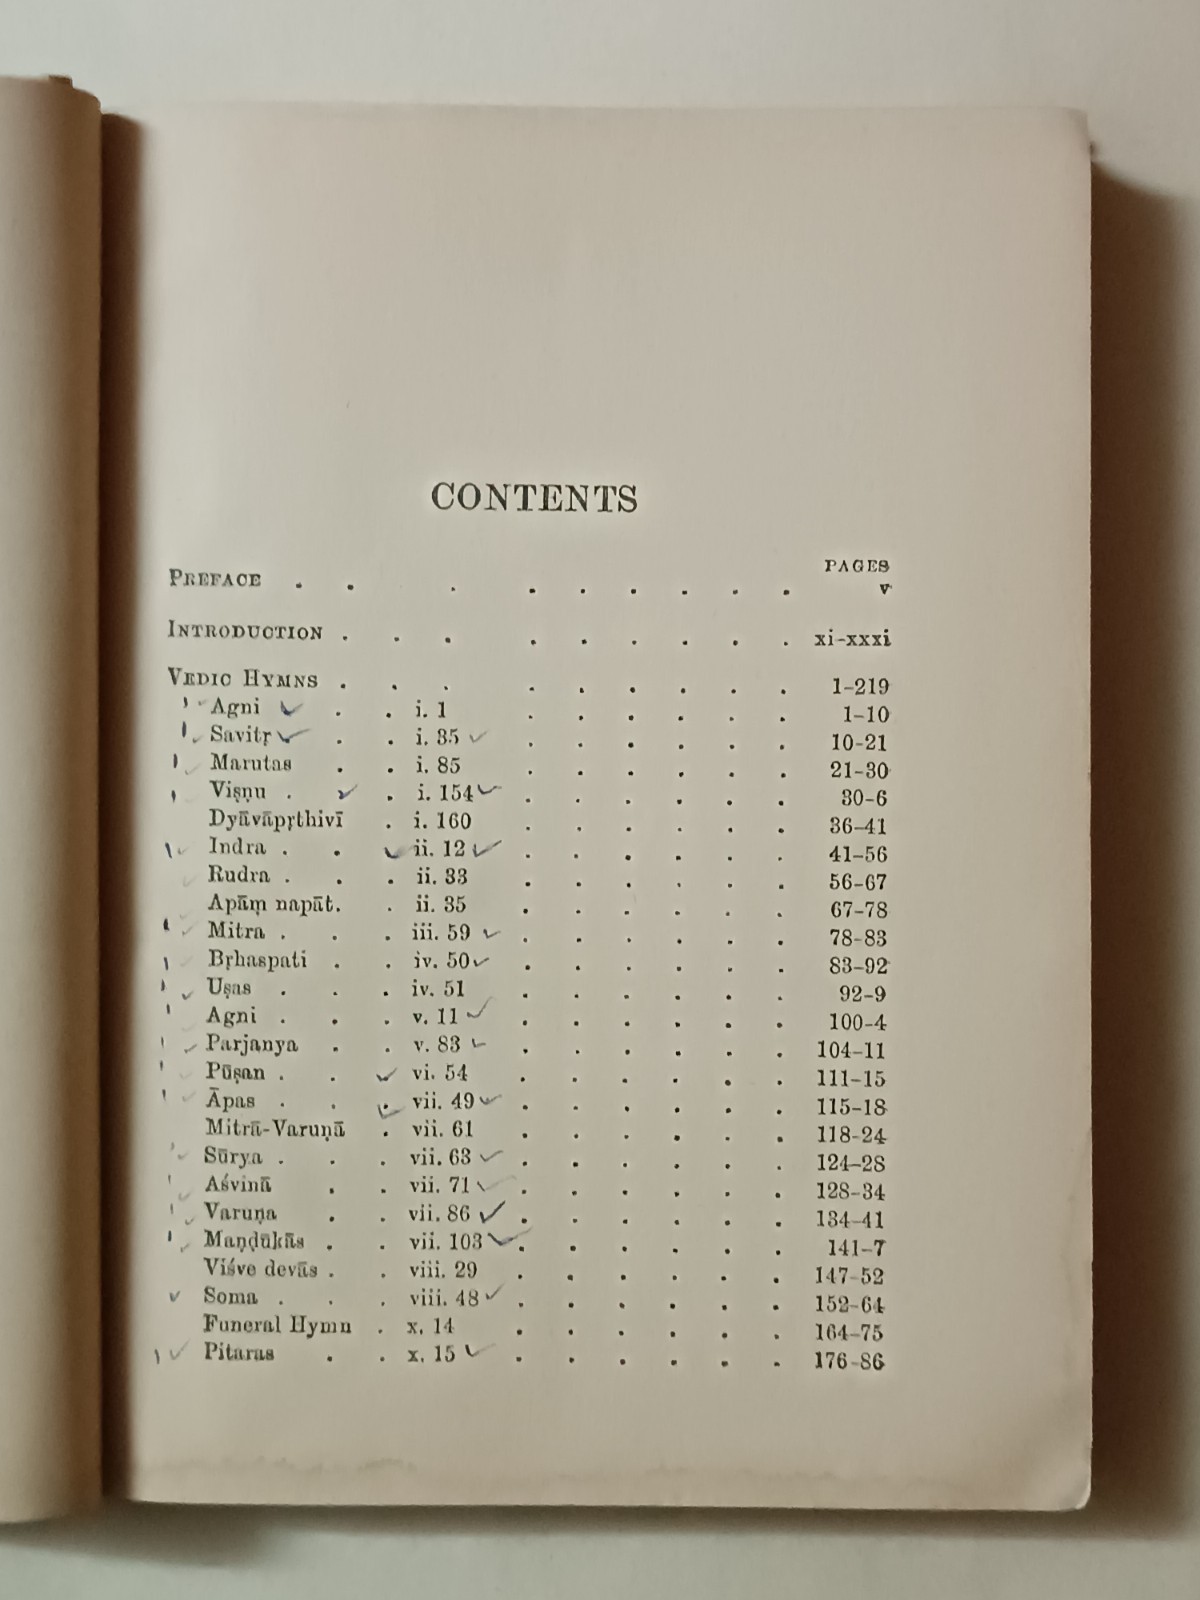 CONTENTS
PAGES
PREFACE . . . . . . . . . v
INTRODUCTION . . . . . . . . . xi-xxxi
VEDIC HYMNS . . . . . . . . . 1-219
Agni . . i. 1 . . . . . . 1-10
Savitṛ . . i. 35 . . . . . . 10-21
Marutas . . i. 85 . . . . . . 21-30
Viṣṇu . . i. 154 . . . . . . 30-6
Dyāvāpṛthivī . i. 160 . . . . . . 36-41
Indra . . ii. 12 . . . . . . 41-56
Rudra . . . ii. 33 . . . . . . 56-67
Apāṃ napāt. . ii. 35 . . . . . . 67-78
Mitra . . . iii. 59 . . . . . . 78-83
Bṛhaspati . . iv. 50 . . . . . . 83-92
Uṣas . . . iv. 51 . . . . . . 92-9
Agni . . . v. 11 . . . . . . 100-4
Parjanya . . v. 83 . . . . . . 104-11
Pūṣan . . vi. 54 . . . . . . 111-15
Āpas . . . vii. 49 . . . . . . 115-18
Mitrā-Varuṇā . vii. 61 . . . . . . 118-24
Sūrya . . . vii. 63 . . . . . . 124-28
Aśvinā . . vii. 71 . . . . . . 128-34
Varuṇa . . vii. 86 . . . . . . 134-41
Maṇḍūkās . . vii. 103 . . . . . . 141-7
Viśve devās . . viii. 29 . . . . . . 147-52
Soma . . . viii. 48 . . . . . . 152-64
Funeral Hymn . x. 14 . . . . . . 164-75
Pitaras . . x. 15 . . . . . . 176-86